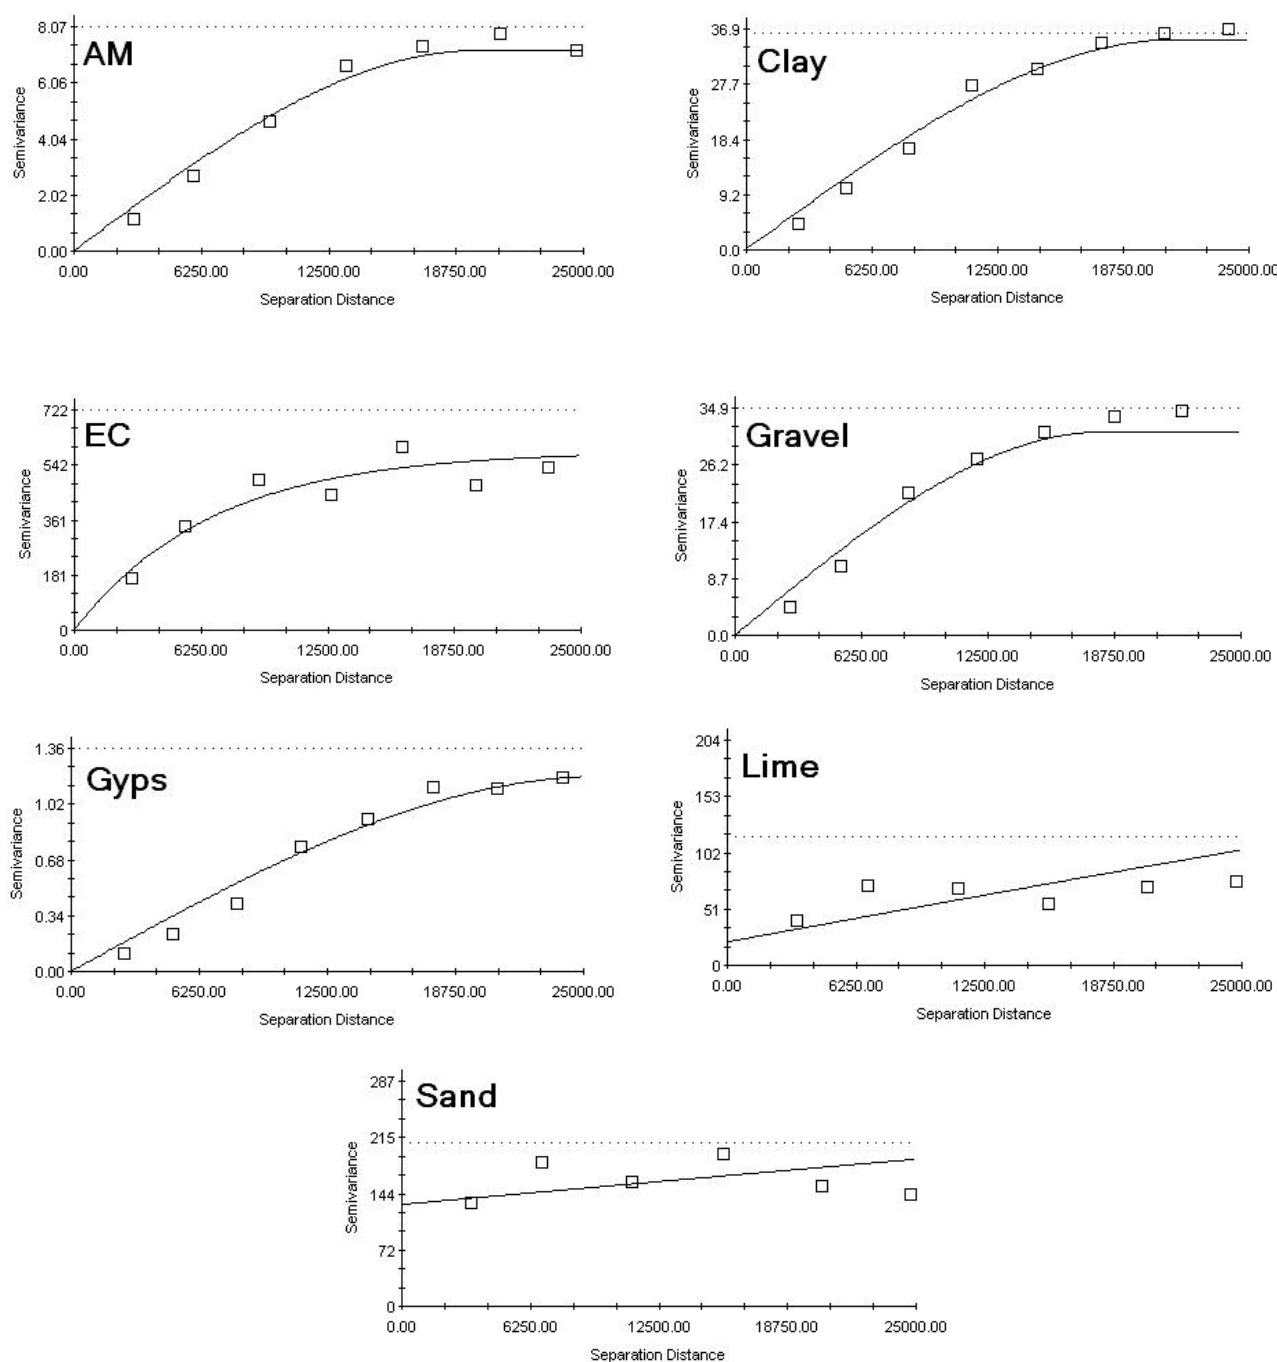 AM
Semivariance
8.07
6.06
4.04
2.02
0.00
0.00 6250.00 12500.00 18750.00 25000.00
Separation Distance
Clay
Semivariance
36.9
27.7
18.4
9.2
0.0
0.00 6250.00 12500.00 18750.00 25000.00
Separation Distance
EC
Semivariance
722
542
361
181
0
0.00 6250.00 12500.00 18750.00 25000.00
Separation Distance
Gravel
Semivariance
34.9
26.2
17.4
8.7
0.0
0.00 6250.00 12500.00 18750.00 25000.00
Separation Distance
Gyps
Semivariance
1.36
1.02
0.68
0.34
0.00
0.00 6250.00 12500.00 18750.00 25000.00
Separation Distance
Lime
Semivariance
204
153
102
51
0
0.00 6250.00 12500.00 18750.00 25000.00
Separation Distance
Sand
Semivariance
287
215
144
72
0
0.00 6250.00 12500.00 18750.00 25000.00
Separation Distance